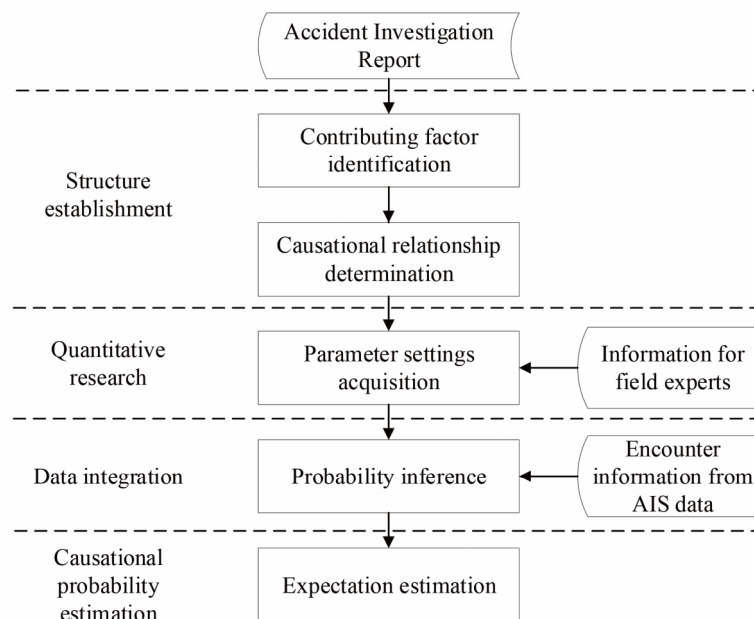 Accident Investigation
Report
Contributing factor
identification
Structure
establishment
Causational relationship
determination
Quantitative
research
Parameter settings
acquisition
Information for
field experts
Data integration
Probability inference
Encounter
information from
AIS data
Causational
probability
estimation
Expectation estimation